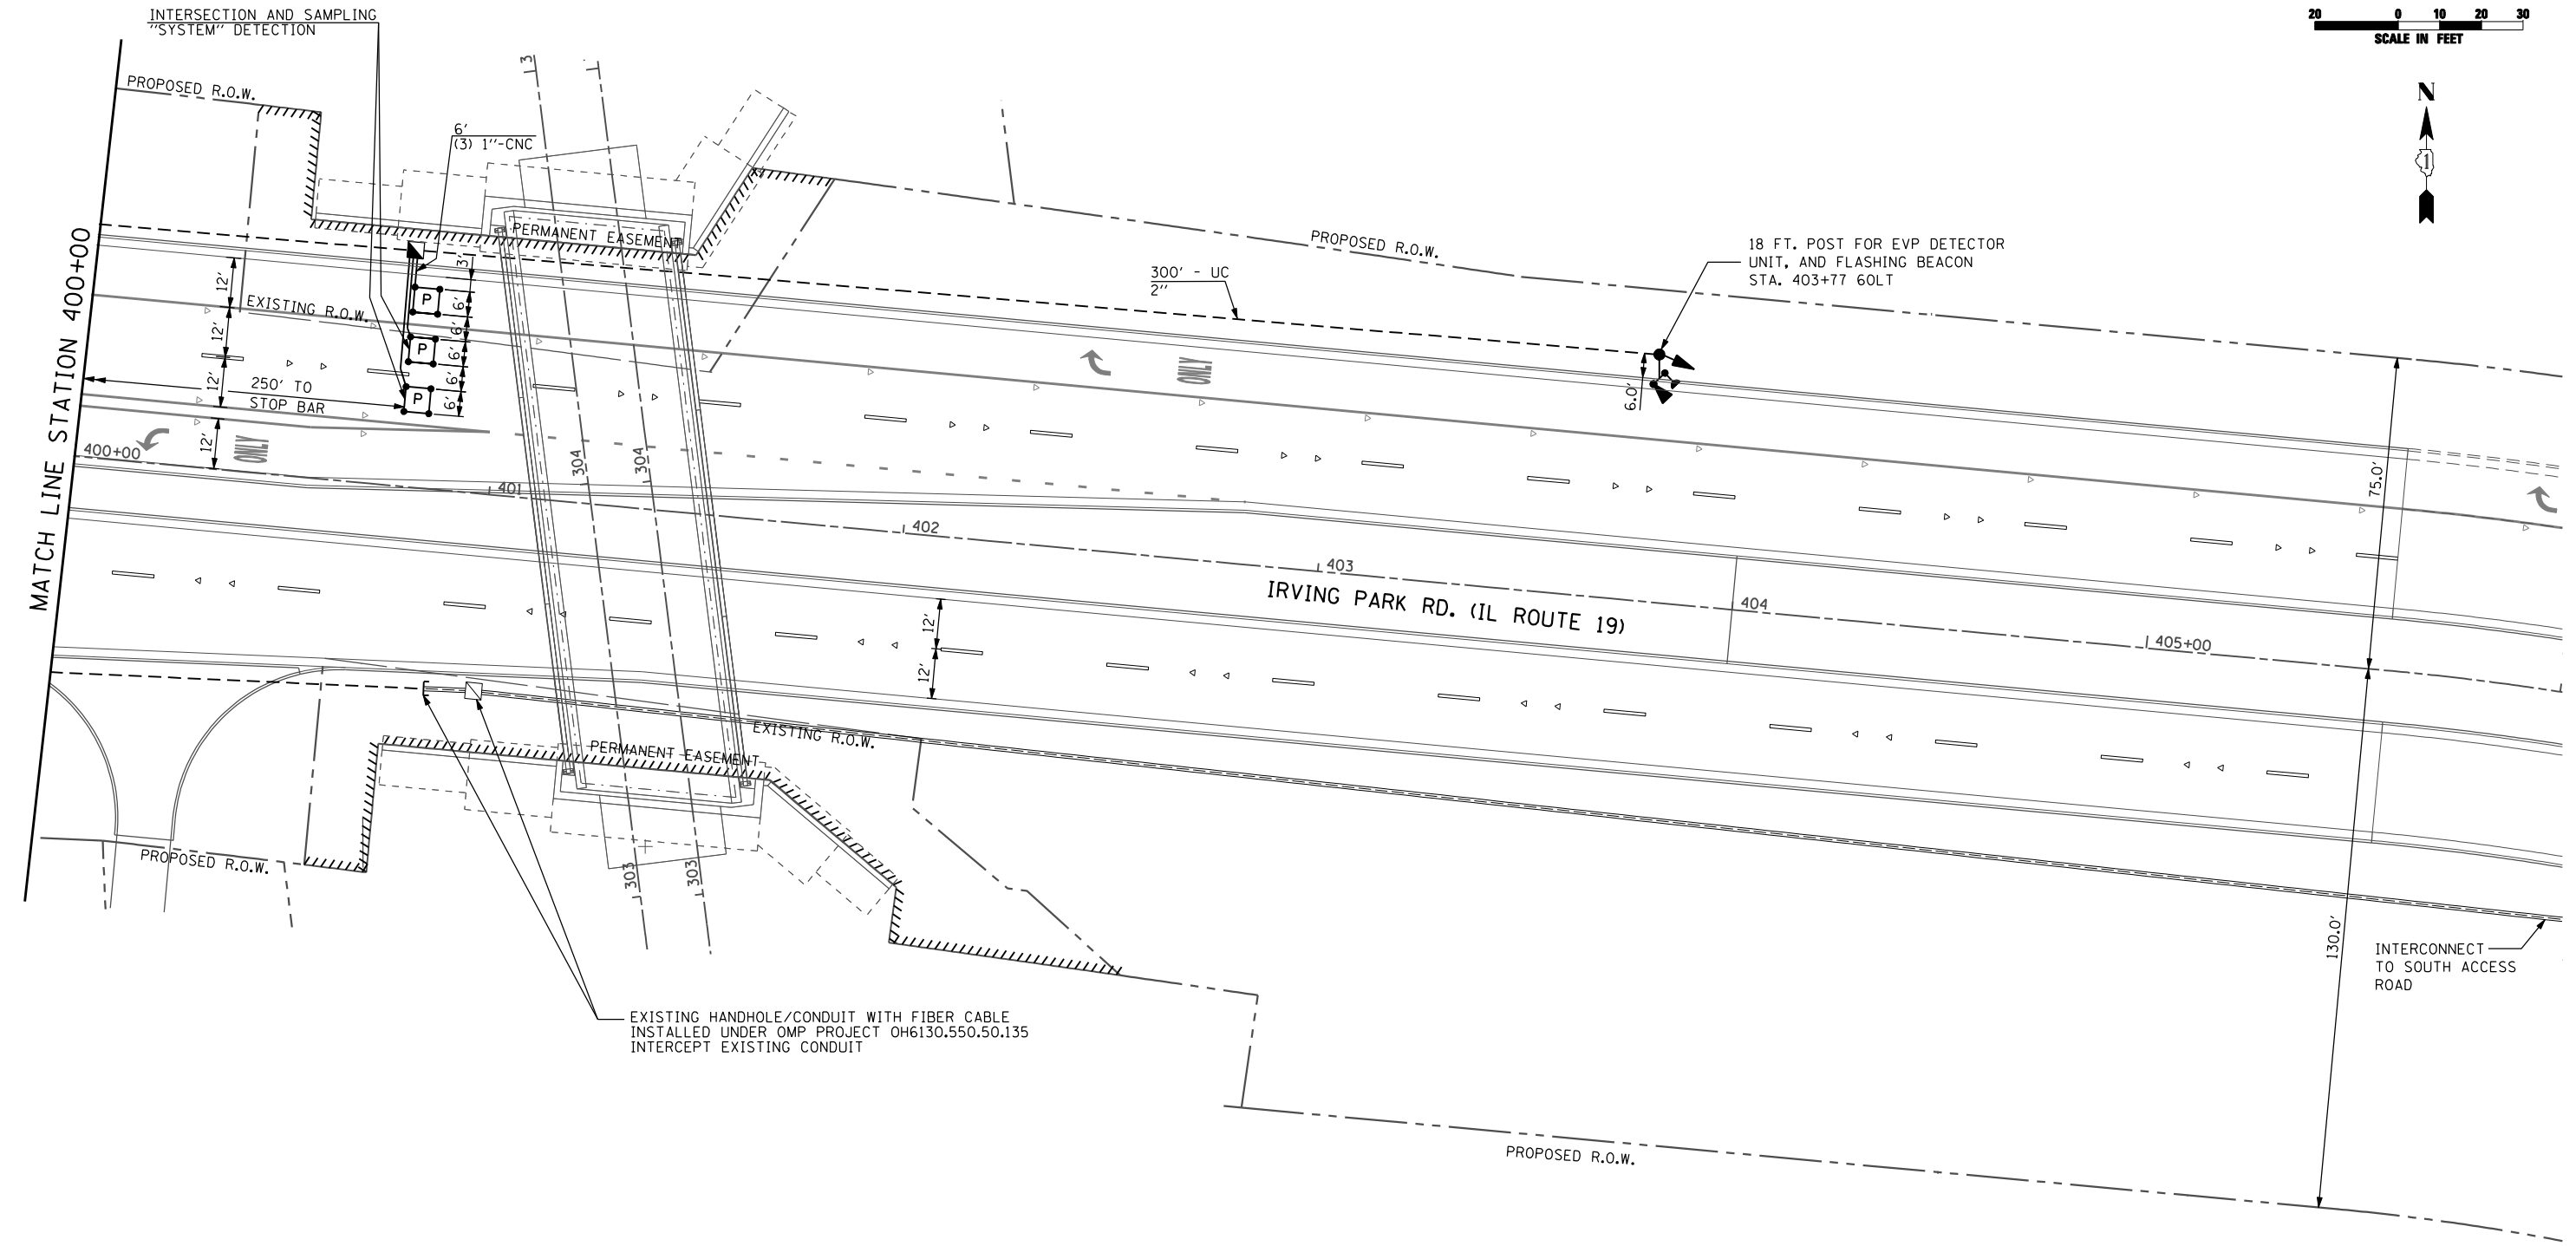 INTERSECTION AND SAMPLING
"SYSTEM" DETECTION
20 0 10 20 30
SCALE IN FEET
N
1
PROPOSED R.O.W.
6'
(3) 1"-CNC
3
PERMANENT EASEMENT
PROPOSED R.O.W.
18 FT. POST FOR EVP DETECTOR
UNIT, AND FLASHING BEACON
STA. 403+77 60LT
300' - UC
2"
MATCH LINE STATION 400+00
12'
12'
12'
12'
EXISTING R.O.W.
P
P
P
3'
6'
6'
6'
6'
6'
250' TO
STOP BAR
ONLY
ONLY
6.0'
400+00
401
304
304
402
403
404
405+00
IRVING PARK RD. (IL ROUTE 19)
75.0'
12'
12'
EXISTING R.O.W.
PERMANENT EASEMENT
PROPOSED R.O.W.
303
303
130.0'
INTERCONNECT
TO SOUTH ACCESS
ROAD
EXISTING HANDHOLE/CONDUIT WITH FIBER CABLE
INSTALLED UNDER OMP PROJECT OH6130.550.50.135
INTERCEPT EXISTING CONDUIT
PROPOSED R.O.W.